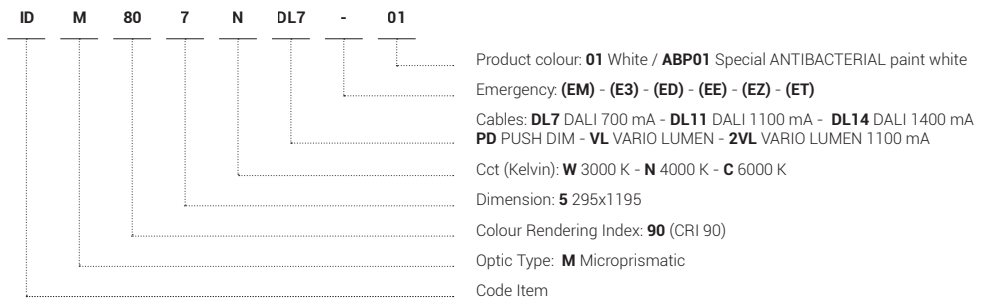 ID M 80 7 N DL7 - 01
Product colour: 01 White / ABP01 Special ANTIBACTERIAL paint white
Emergency: (EM) - (E3) - (ED) - (EE) - (EZ) - (ET)
Cables: DL7 DALI 700 mA - DL11 DALI 1100 mA - DL14 DALI 1400 mA
PD PUSH DIM - VL VARIO LUMEN - 2VL VARIO LUMEN 1100 mA
Cct (Kelvin): W 3000 K - N 4000 K - C 6000 K
Dimension: 5 295x1195
Colour Rendering Index: 90 (CRI 90)
Optic Type: M Microprismatic
Code Item